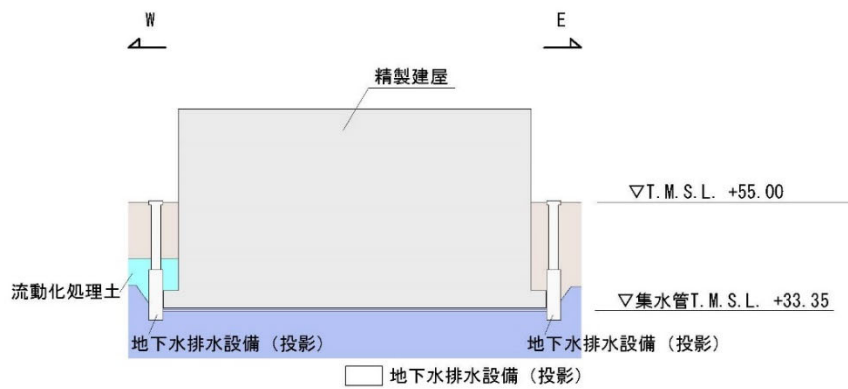 W
E
精製建屋
▽T.M.S.L. +55.00
流動化処理土
▽集水管T.M.S.L. +33.35
地下水排水設備（投影）
地下水排水設備（投影）
地下水排水設備（投影）